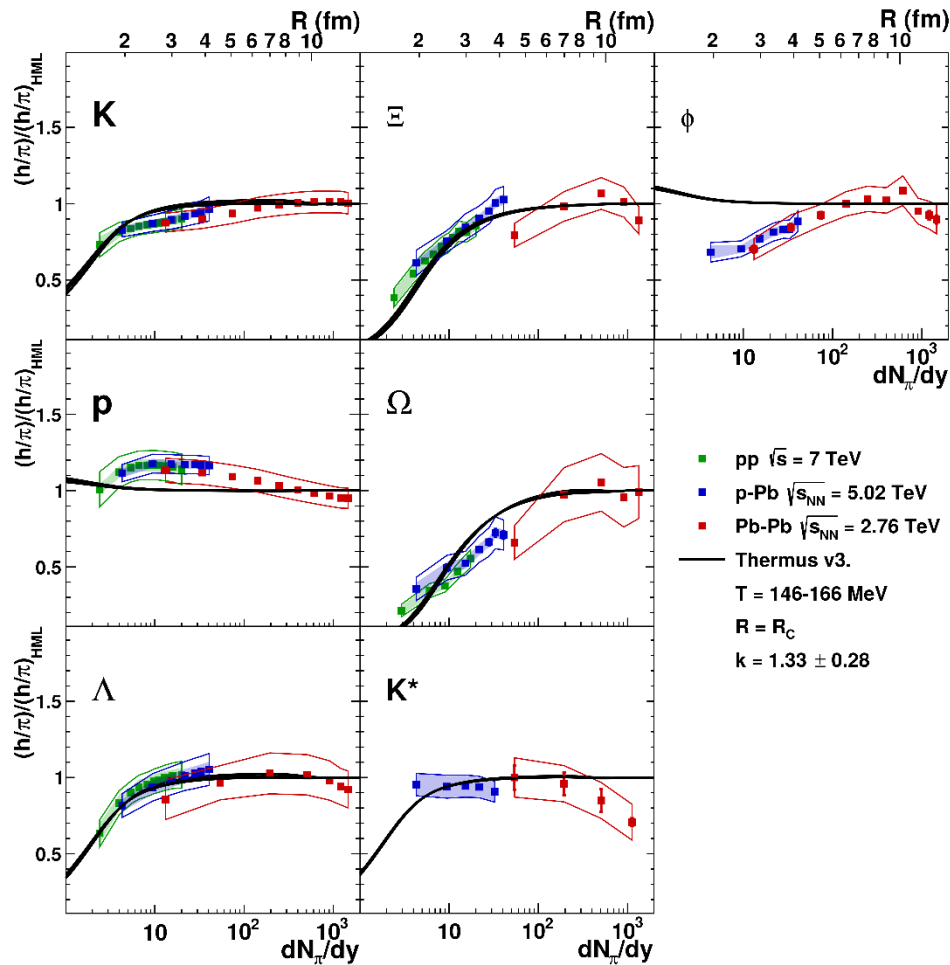 R (fm) R (fm) R (fm)
2 3 4 5 6 7 8 10 2 3 4 5 6 7 8 10 2 3 4 5 6 7 8 10
(h/π)/(h/π)HML
1.5
1
0.5
K
Ξ
ϕ
10 10² 10³
dNπ/dy
(h/π)/(h/π)HML
1.5
1
0.5
p
Ω
pp √s = 7 TeV
p-Pb √sNN = 5.02 TeV
Pb-Pb √sNN = 2.76 TeV
Thermus v3.
T = 146-166 MeV
R = RC
k = 1.33 ± 0.28
(h/π)/(h/π)HML
1.5
1
0.5
Λ
K*
10 10² 10³ 10 10² 10³
dNπ/dy dNπ/dy